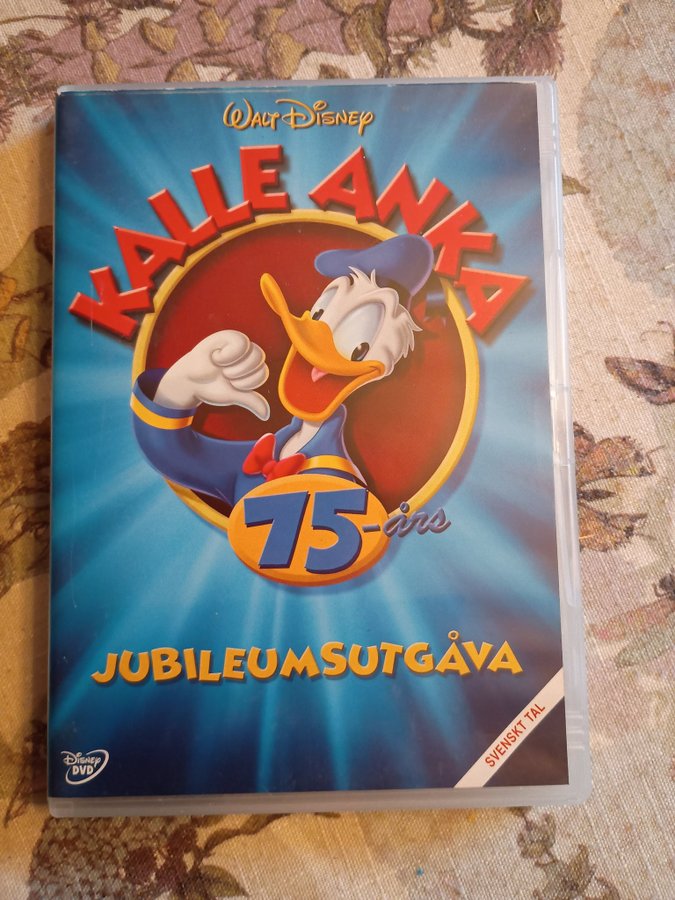 Walt Disney
KALLE ANKA
75-års
JUBILEUMSUTGÅVA
SVENSKT TAL
Disney
DVD